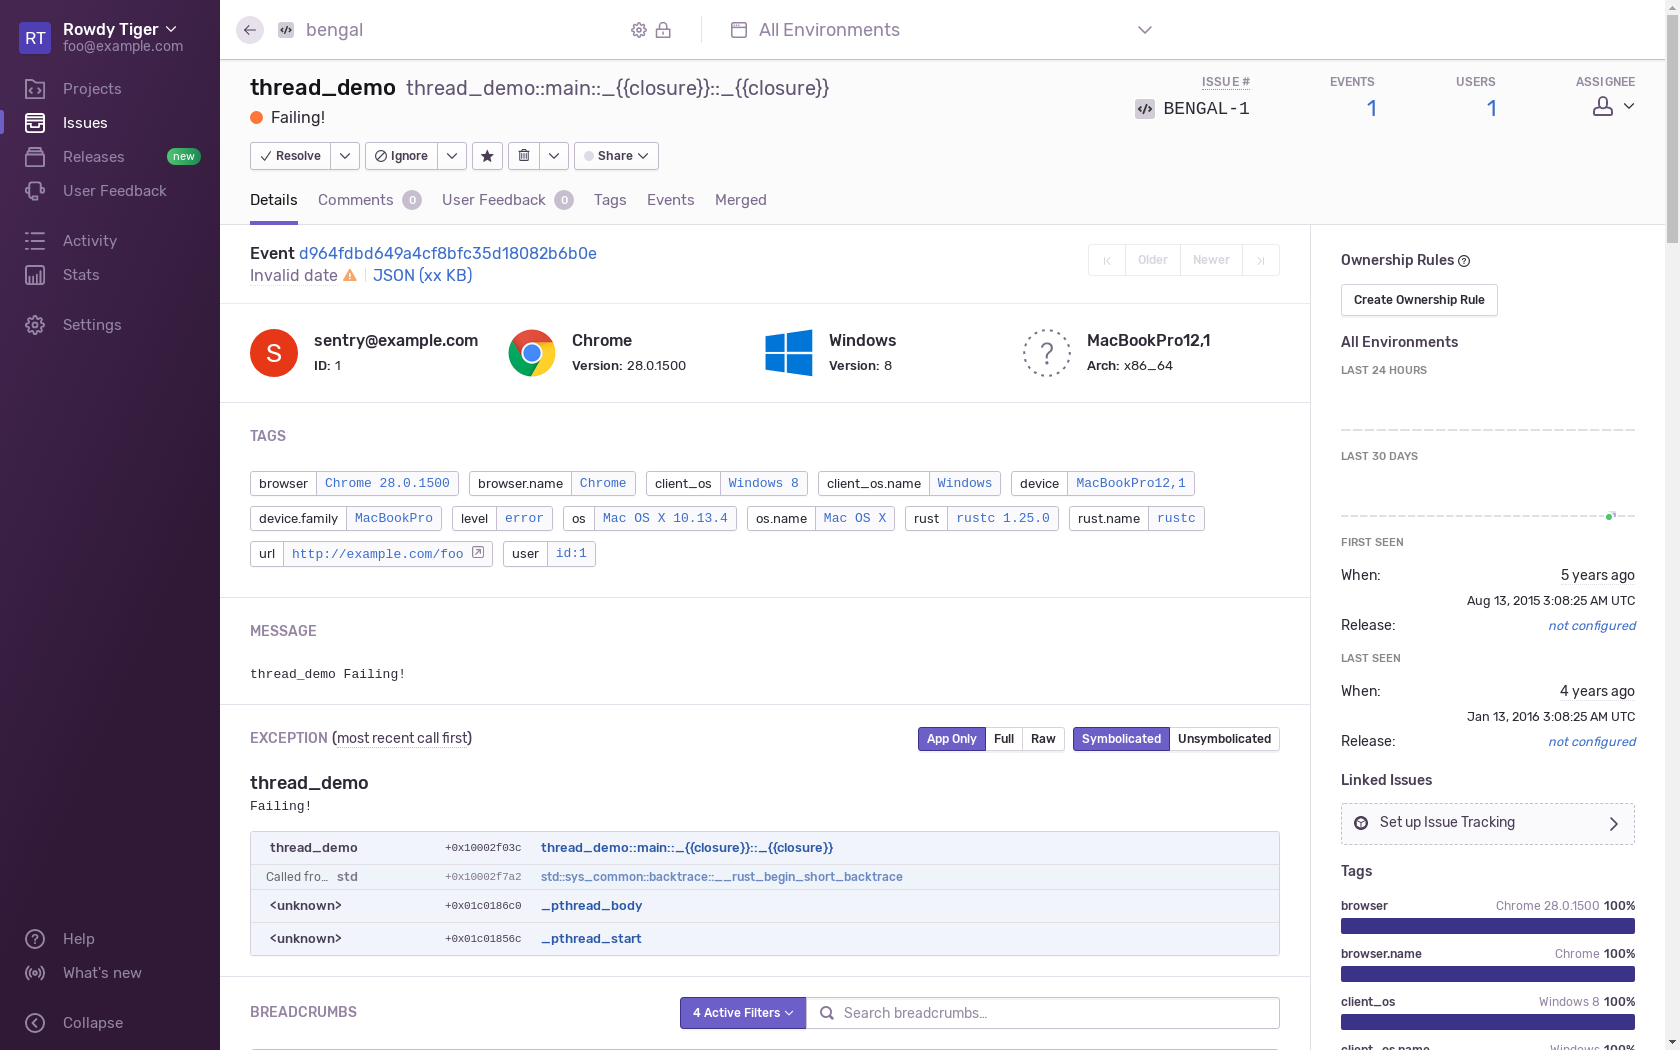 RT
Rowdy Tiger
foo@example.com
Projects
Issues
Releases new
User Feedback
Activity
Stats
Settings
Help
What's new
Collapse
bengal
All Environments
thread_demo thread_demo::main::_{{closure}}::_{{closure}}
Failing!
ISSUE # EVENTS USERS ASSIGNEE
BENGAL-1 1 1
Resolve Ignore Share
Details Comments 0 User Feedback 0 Tags Events Merged
Event d964fdbd649a4cf8bfc35d18082b6b0e
Invalid date JSON (xx KB)
Older Newer
S
sentry@example.com
ID: 1
Chrome
Version: 28.0.1500
Windows
Version: 8
?
MacBookPro12,1
Arch: x86_64
TAGS
browser Chrome 28.0.1500 browser.name Chrome client_os Windows 8 client_os.name Windows device MacBookPro12,1
device.family MacBookPro level error os Mac OS X 10.13.4 os.name Mac OS X rust rustc 1.25.0 rust.name rustc
url http://example.com/foo user id:1
MESSAGE
thread_demo Failing!
EXCEPTION (most recent call first)
App Only Full Raw Symbolicated Unsymbolicated
thread_demo
Failing!
thread_demo +0x10002f03c thread_demo::main::_{{closure}}::_{{closure}}
Called fro... std +0x10002f7a2 std::sys_common::backtrace::__rust_begin_short_backtrace
<unknown> +0x01c0186c0 _pthread_body
<unknown> +0x01c01856c _pthread_start
BREADCRUMBS
4 Active Filters Search breadcrumbs...
Ownership Rules
Create Ownership Rule
All Environments
LAST 24 HOURS
LAST 30 DAYS
FIRST SEEN
When: 5 years ago
Aug 13, 2015 3:08:25 AM UTC
Release: not configured
LAST SEEN
When: 4 years ago
Jan 13, 2016 3:08:25 AM UTC
Release: not configured
Linked Issues
Set up Issue Tracking
Tags
browser Chrome 28.0.1500 100%
browser.name Chrome 100%
client_os Windows 8 100%
client_os.name Windows 100%